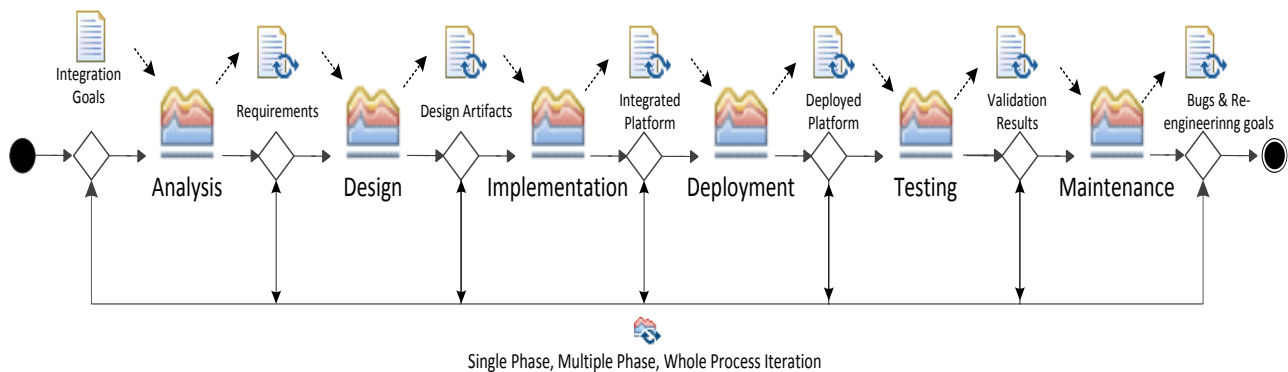 Integration
Goals
Requirements
Design Artifacts
Integrated
Platform
Deployed
Platform
Validation
Results
Bugs & Re-
engineerinng goals
Analysis
Design
Implementation
Deployment
Testing
Maintenance
Single Phase, Multiple Phase, Whole Process Iteration